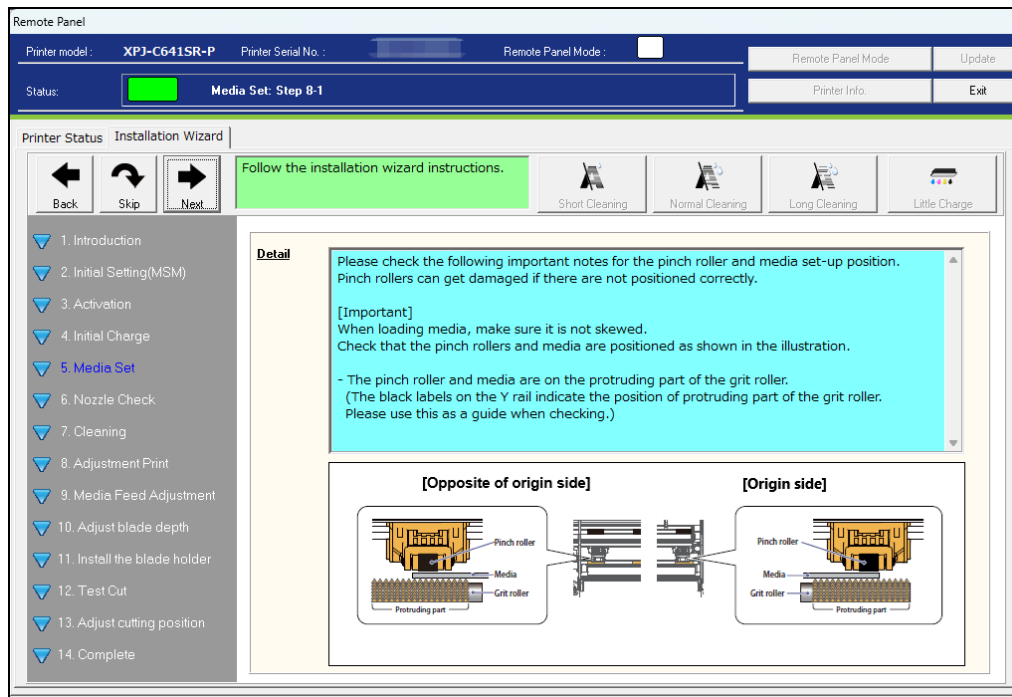 Remote Panel
Printer model : XPJ-C641SR-P Printer Serial No. : Remote Panel Mode :
Remote Panel Mode Update
Status: Media Set: Step 8-1
Printer Info. Exit
Printer Status Installation Wizard
Follow the installation wizard instructions.
Back Skip Next Short Cleaning Normal Cleaning Long Cleaning Little Charge
1. Introduction
2. Initial Setting(MSM)
3. Activation
4. Initial Charge
5. Media Set
6. Nozzle Check
7. Cleaning
8. Adjustment Print
9. Media Feed Adjustment
10. Adjust blade depth
11. Install the blade holder
12. Test Cut
13. Adjust cutting position
14. Complete
Detail
Please check the following important notes for the pinch roller and media set-up position.
Pinch rollers can get damaged if there are not positioned correctly.
[Important]
When loading media, make sure it is not skewed.
Check that the pinch rollers and media are positioned as shown in the illustration.
- The pinch roller and media are on the protruding part of the grit roller.
(The black labels on the Y rail indicate the position of protruding part of the grit roller.
Please use this as a guide when checking.)
[Opposite of origin side] [Origin side]
Pinch roller
Media
Grit roller
Protruding part
Pinch roller
Media
Grit roller
Protruding part